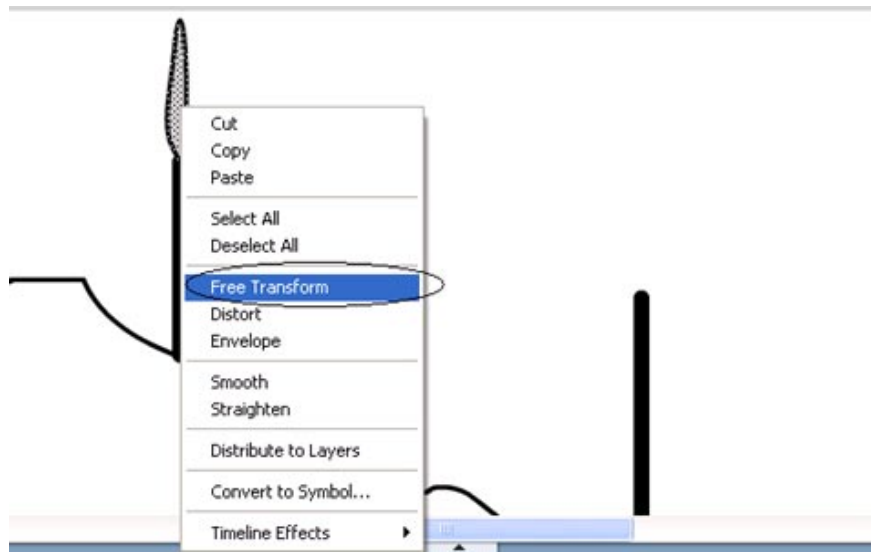 Cut
Copy
Paste
Select All
Deselect All
Free Transform
Distort
Envelope
Smooth
Straighten
Distribute to Layers
Convert to Symbol...
Timeline Effects